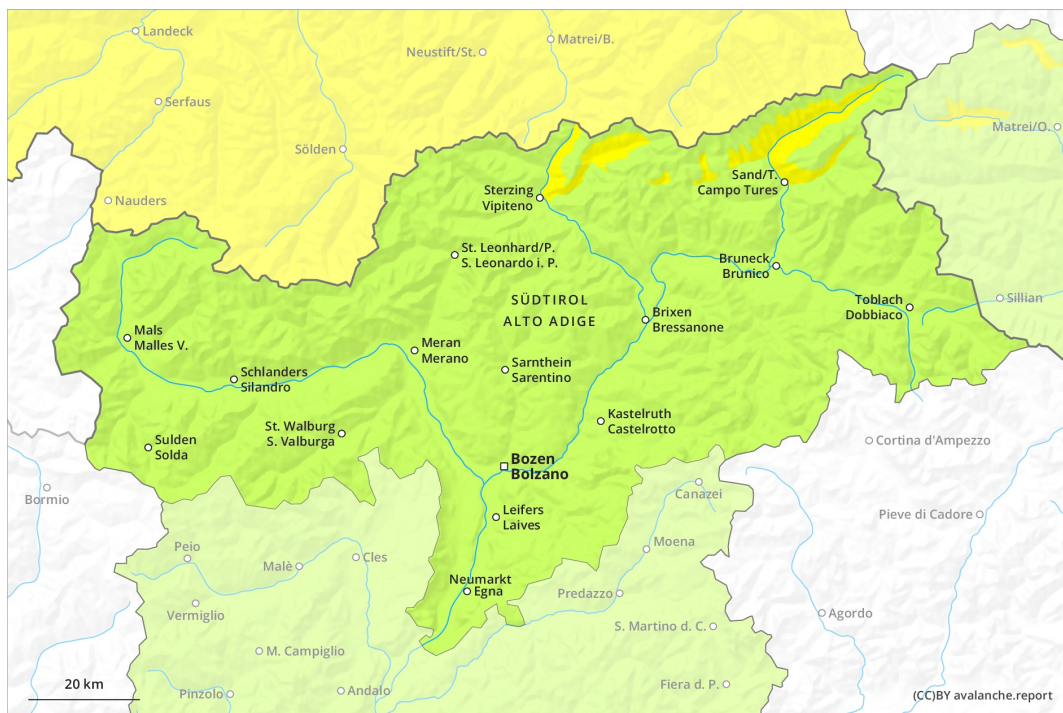 Landeck
Matrei/B.
Neustift/St.
Serfaus
Matrei/O.
Sölden
Sand/T.
Campo Tures
Sterzing
Vipiteno
Nauders
St. Leonhard/P.
S. Leonardo i. P.
Bruneck
Brunico
SÜDTIROL
ALTO ADIGE
Toblach
Dobbiaco
Sillian
Brixen
Bressanone
Mals
Malles V.
Meran
Merano
Sarnthein
Sarentino
Schlanders
Silandro
Kastelruth
Castelrotto
St. Walburg
S. Valburga
Sulden
Solda
Cortina d'Ampezzo
Bozen
Bolzano
Bormio
Canazei
Leifers
Laives
Pieve di Cadore
Peio
Moena
Cles
Malè
Neumarkt
Egna
Predazzo
Vermiglio
Agordo
S. Martino d. C.
M. Campiglio
Fiera d. P.
20 km
Pinzolo
Andalo
(CC)BY avalanche.report